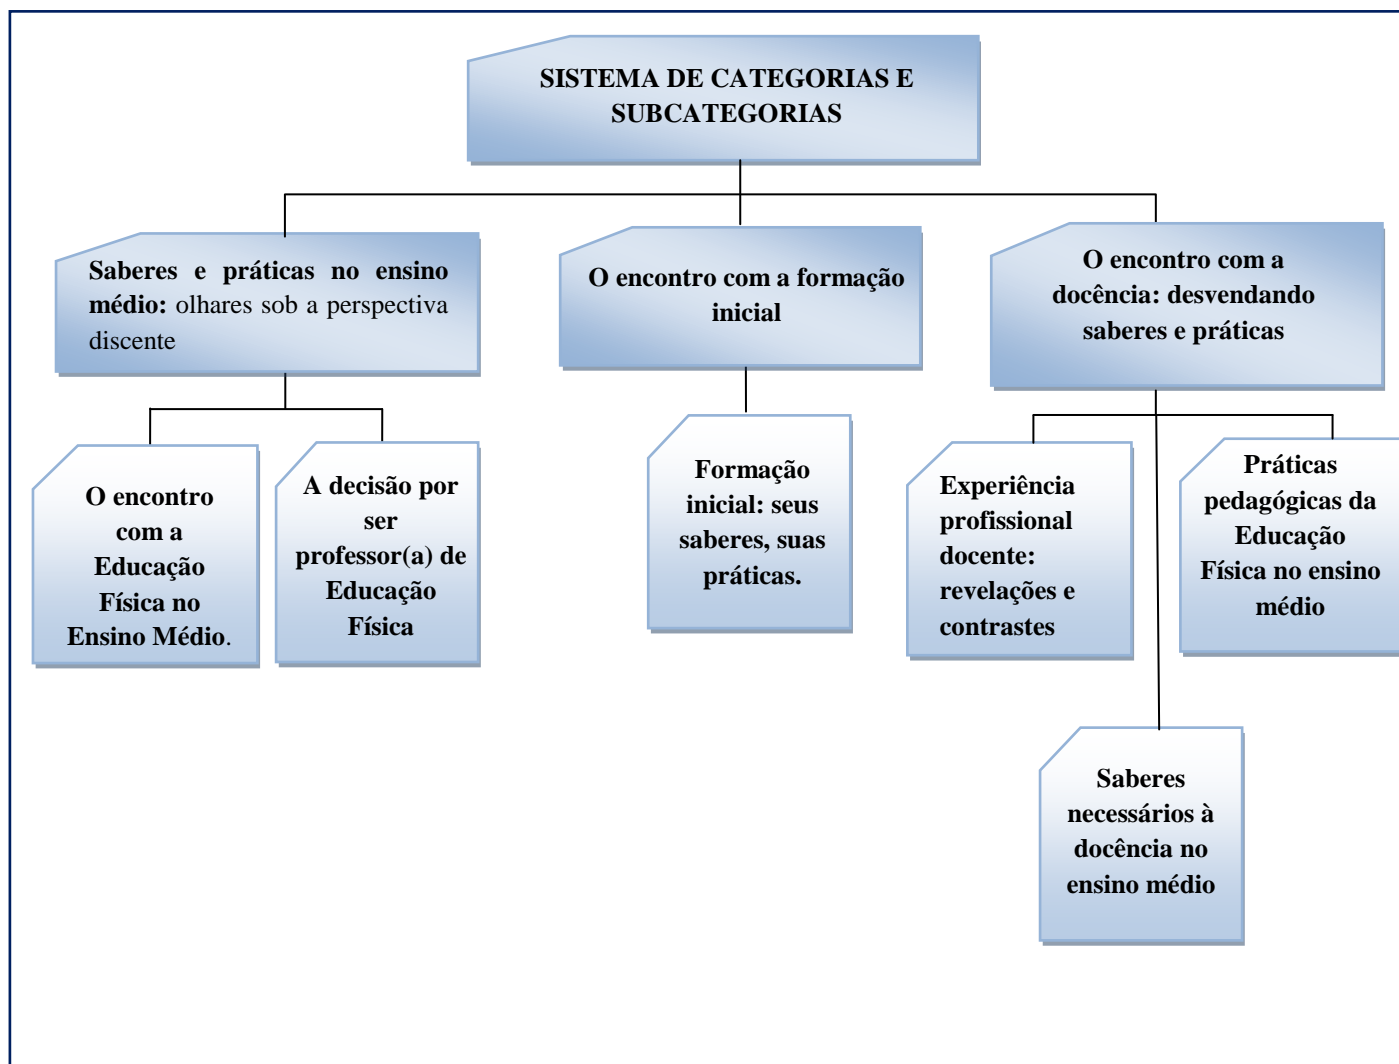 SISTEMA DE CATEGORIAS E
SUBCATEGORIAS
Saberes e práticas no ensino
médio: olhares sob a perspectiva
discente
O encontro com a formação
inicial
O encontro com a
docência: desvendando
saberes e práticas
O encontro
com a
Educação
Física no
Ensino Médio.
A decisão por
ser
professor(a) de
Educação
Física
Formação
inicial: seus
saberes, suas
práticas.
Experiência
profissional
docente:
revelações e
contrastes
Práticas
pedagógicas da
Educação
Física no ensino
médio
Saberes
necessários à
docência no
ensino médio